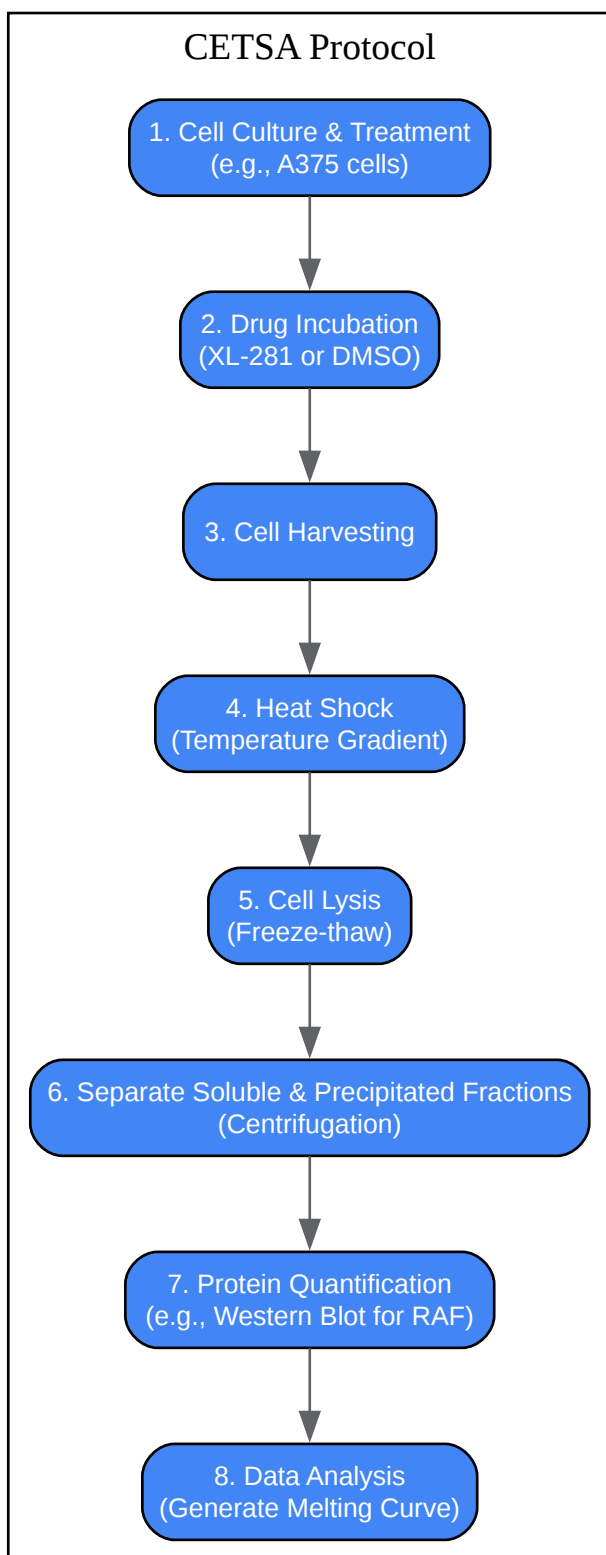 CETSA Protocol
1. Cell Culture & Treatment
(e.g., A375 cells)
2. Drug Incubation
(XL-281 or DMSO)
3. Cell Harvesting
4. Heat Shock
(Temperature Gradient)
5. Cell Lysis
(Freeze-thaw)
6. Separate Soluble & Precipitated Fractions
(Centrifugation)
7. Protein Quantification
(e.g., Western Blot for RAF)
8. Data Analysis
(Generate Melting Curve)